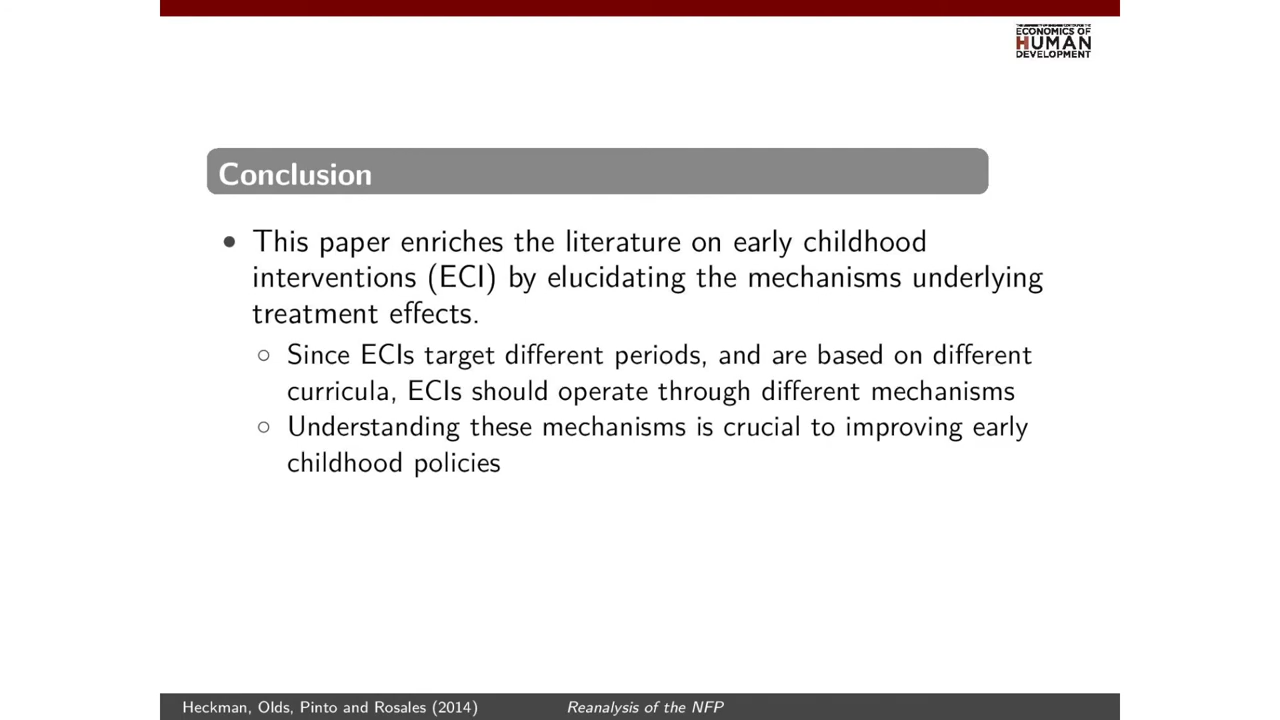 ECONOMICS OF
HUMAN
DEVELOPMENT
Conclusion
• This paper enriches the literature on early childhood
interventions (ECI) by elucidating the mechanisms underlying
treatment effects.
○ Since ECIs target different periods, and are based on different
curricula, ECIs should operate through different mechanisms
○ Understanding these mechanisms is crucial to improving early
childhood policies
Heckman, Olds, Pinto and Rosales (2014) Reanalysis of the NFP